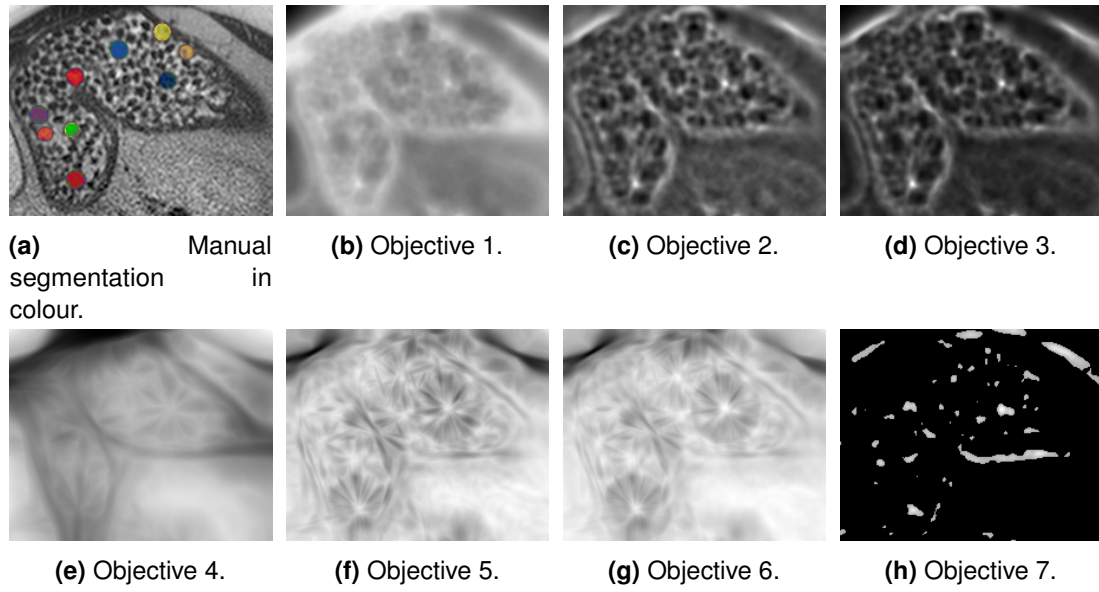 (a) Manual
segmentation in
colour.
(b) Objective 1.
(c) Objective 2.
(d) Objective 3.
(e) Objective 4.
(f) Objective 5.
(g) Objective 6.
(h) Objective 7.